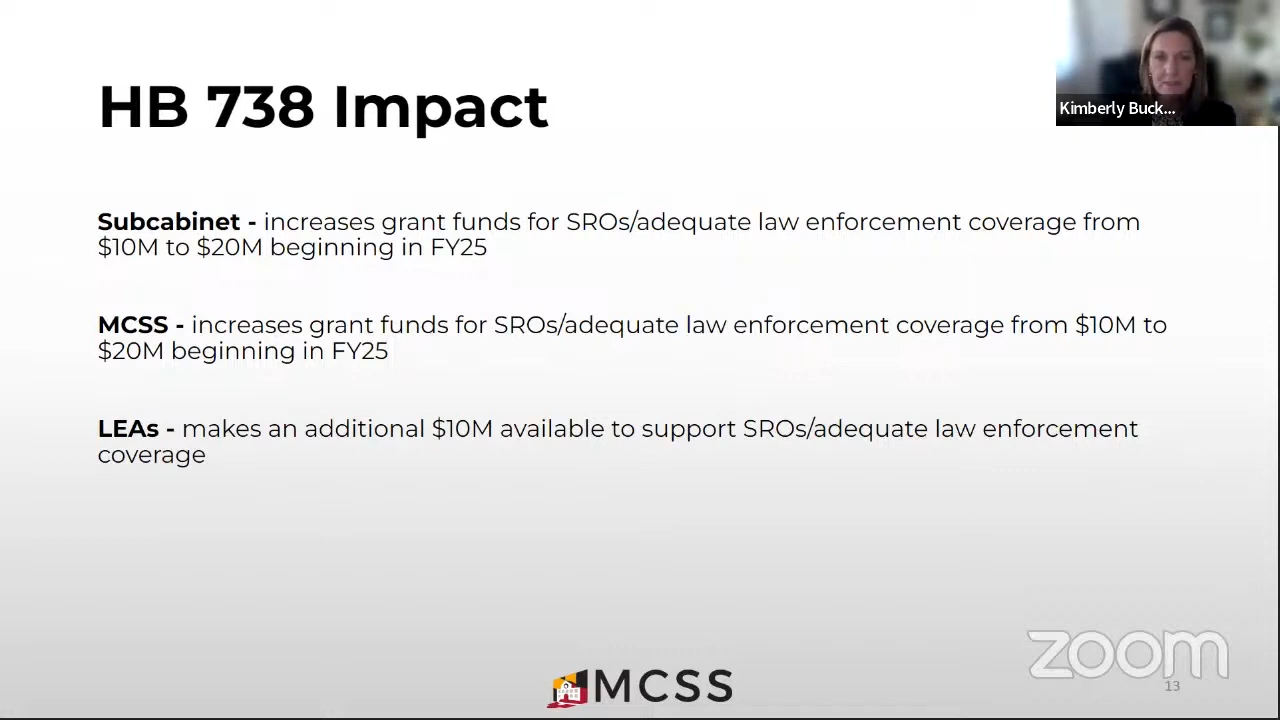 HB 738 Impact
Kimberly Buck...
Subcabinet - increases grant funds for SROs/adequate law enforcement coverage from
$10M to $20M beginning in FY25
MCSS - increases grant funds for SROs/adequate law enforcement coverage from $10M to
$20M beginning in FY25
LEAs - makes an additional $10M available to support SROs/adequate law enforcement
coverage
zoom
13
MCSS